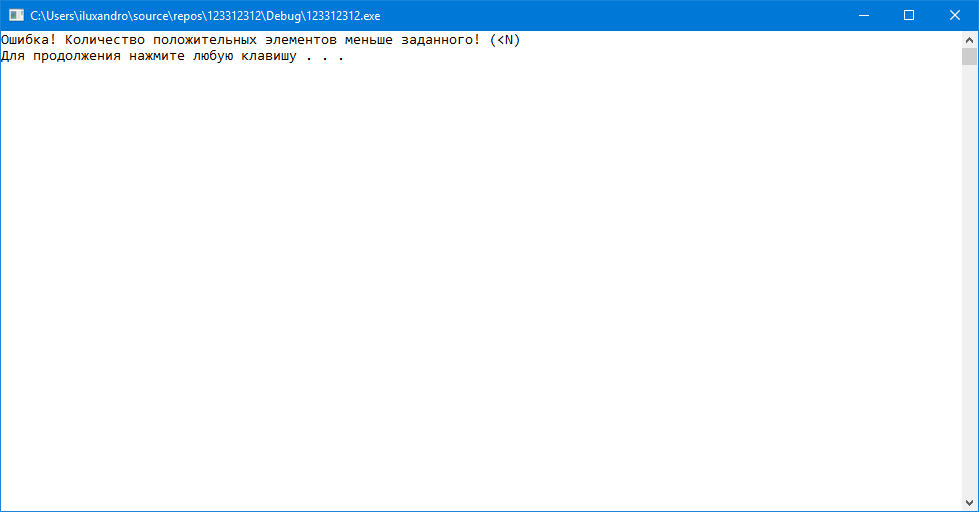 C:\Users\iluxandro\source\repos\123312312\Debug\123312312.exe
Ошибка! Количество положительных элементов меньше заданного! (<N)
Для продолжения нажмите любую клавишу . . .